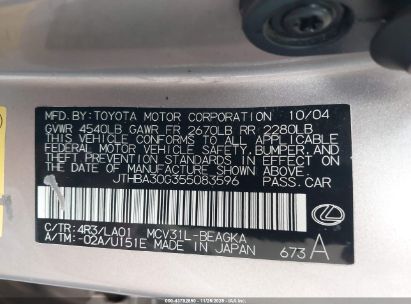 MFD. BY: TOYOTA MOTOR CORPORATION 10/04
GVWR 4540LB GAWR FR 2670LB RR 2280LB
THIS VEHICLE CONFORMS TO ALL APPLICABLE
FEDERAL MOTOR VEHICLE SAFETY, BUMPER, AND
THEFT PREVENTION STANDARDS IN EFFECT ON
THE DATE OF MANUFACTURE SHOWN ABOVE.
JTHBA30G355083596 PASS. CAR
C/TR: 4R3/LA01 MCV31L-BEAGKA
A/TM: -02A/U151E MADE IN JAPAN 673 A